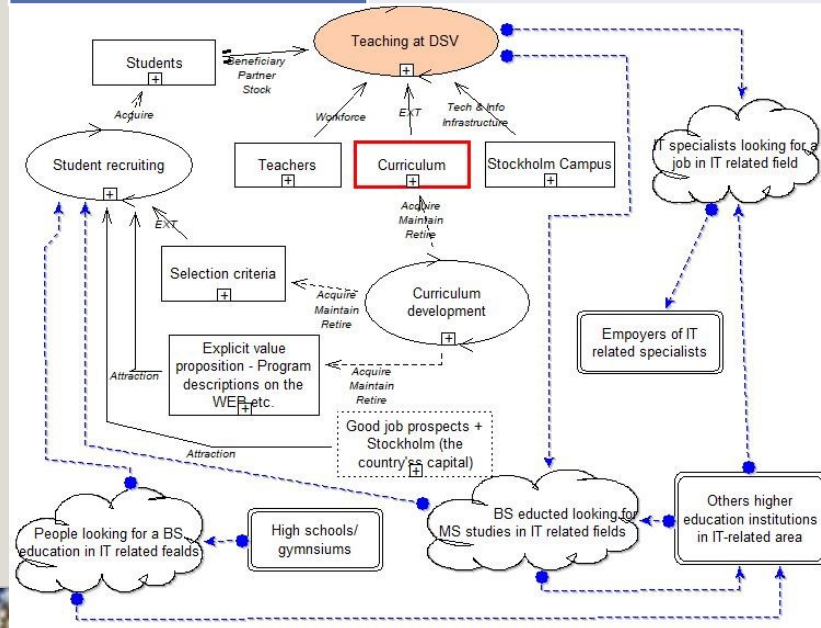 Teaching at DSV
Students
Beneficiary
Partner
Stock
Acquire
Workforce
EXT
Tech & Info
Infrastructure
IT specialists looking for a
job in IT related field
Student recruiting
Teachers
Curriculum
Stockholm Campus
Acquire
Maintain
Retire
EXT
Selection criteria
Acquire
Maintain
Retire
Curriculum
development
Empoyers of IT
related specialists
Explicit value
proposition - Program
descriptions on the
WEB etc.
Attraction
Acquire
Maintain
Retire
Good job prospects +
Stockholm (the
country'ss capital)
Attraction
People looking for a BS
education in IT related fealds
High schools/
gymnsiums
BS educted looking for
MS studies in IT related fields
Others higher
education institutions
in IT-related area